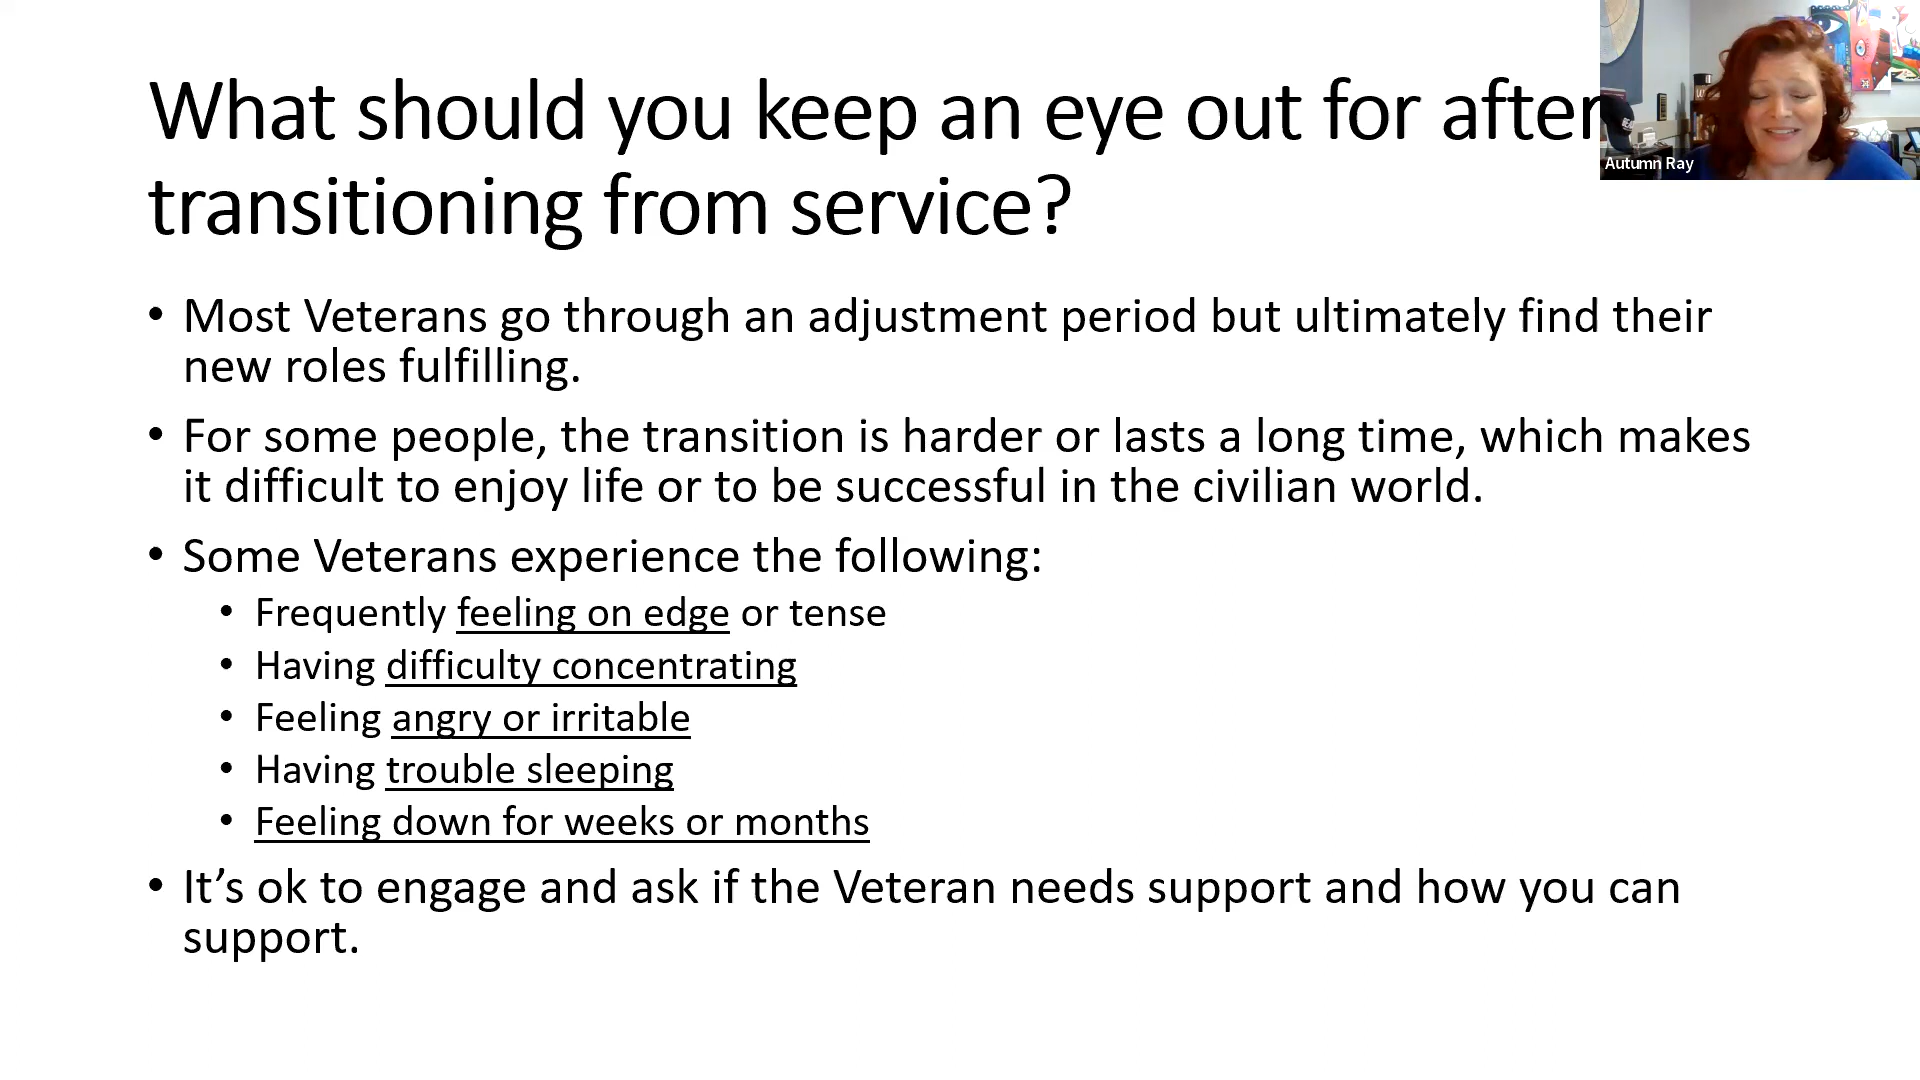 What should you keep an eye out for after
transitioning from service?
Autumn Ray
• Most Veterans go through an adjustment period but ultimately find their
new roles fulfilling.
• For some people, the transition is harder or lasts a long time, which makes
it difficult to enjoy life or to be successful in the civilian world.
• Some Veterans experience the following:
• Frequently feeling on edge or tense
• Having difficulty concentrating
• Feeling angry or irritable
• Having trouble sleeping
• Feeling down for weeks or months
• It’s ok to engage and ask if the Veteran needs support and how you can
support.